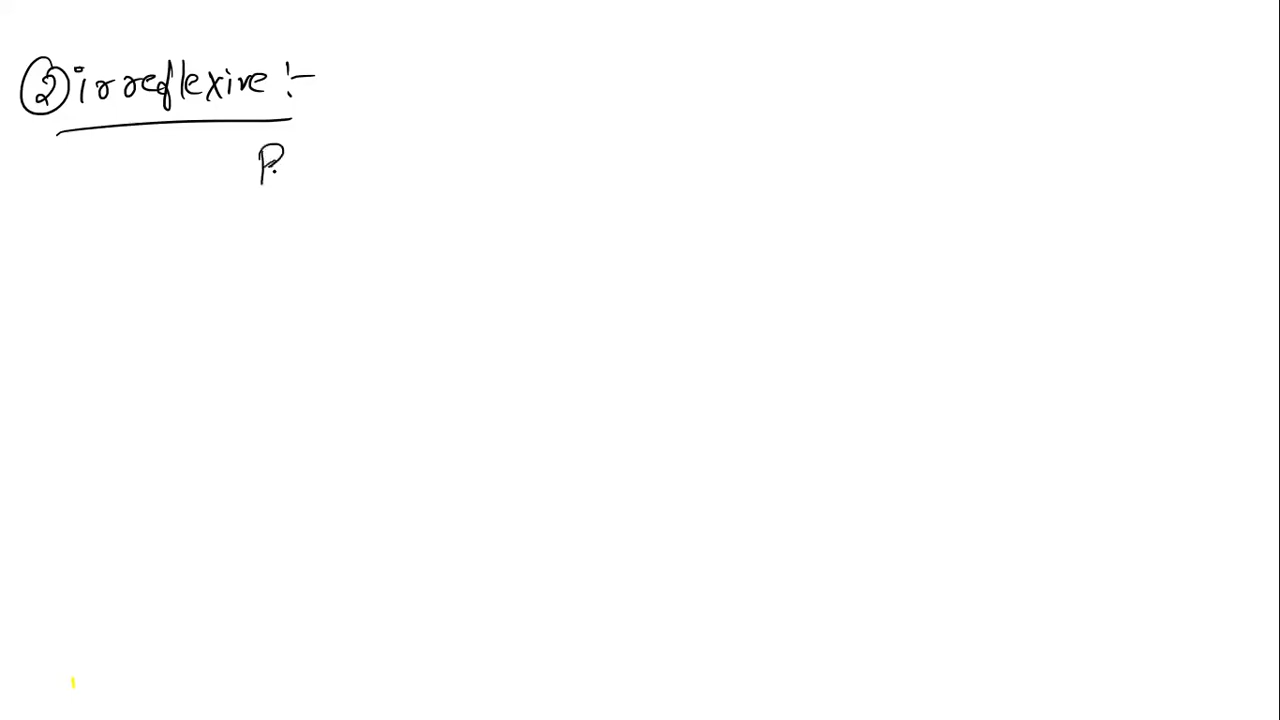 ② irreflexive :-
R